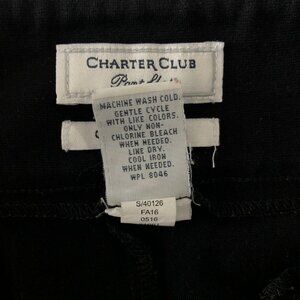 CHARTER CLUB
MACHINE WASH COLD.
GENTLE CYCLE
WITH LIKE COLORS.
ONLY NON-
CHLORINE BLEACH
WHEN NEEDED.
LINE DRY.
COOL IRON
WHEN NEEDED.
WPL 8046
S/40126
FA16
0516